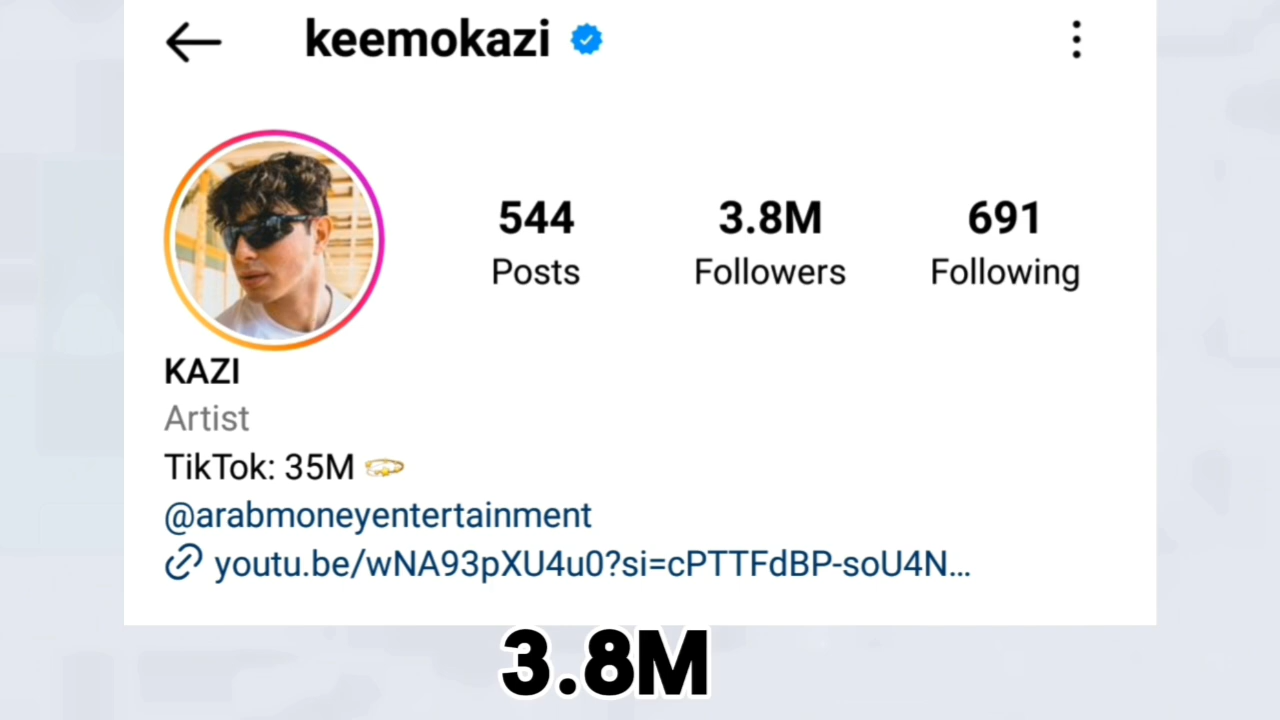 keemokazi
544 3.8M 691
Posts Followers Following
KAZI
Artist
TikTok: 35M 💫
@arabmoneyentertainment
youtu.be/wNA93pXU4u0?si=cPTTFdBP-soU4N...
3.8M